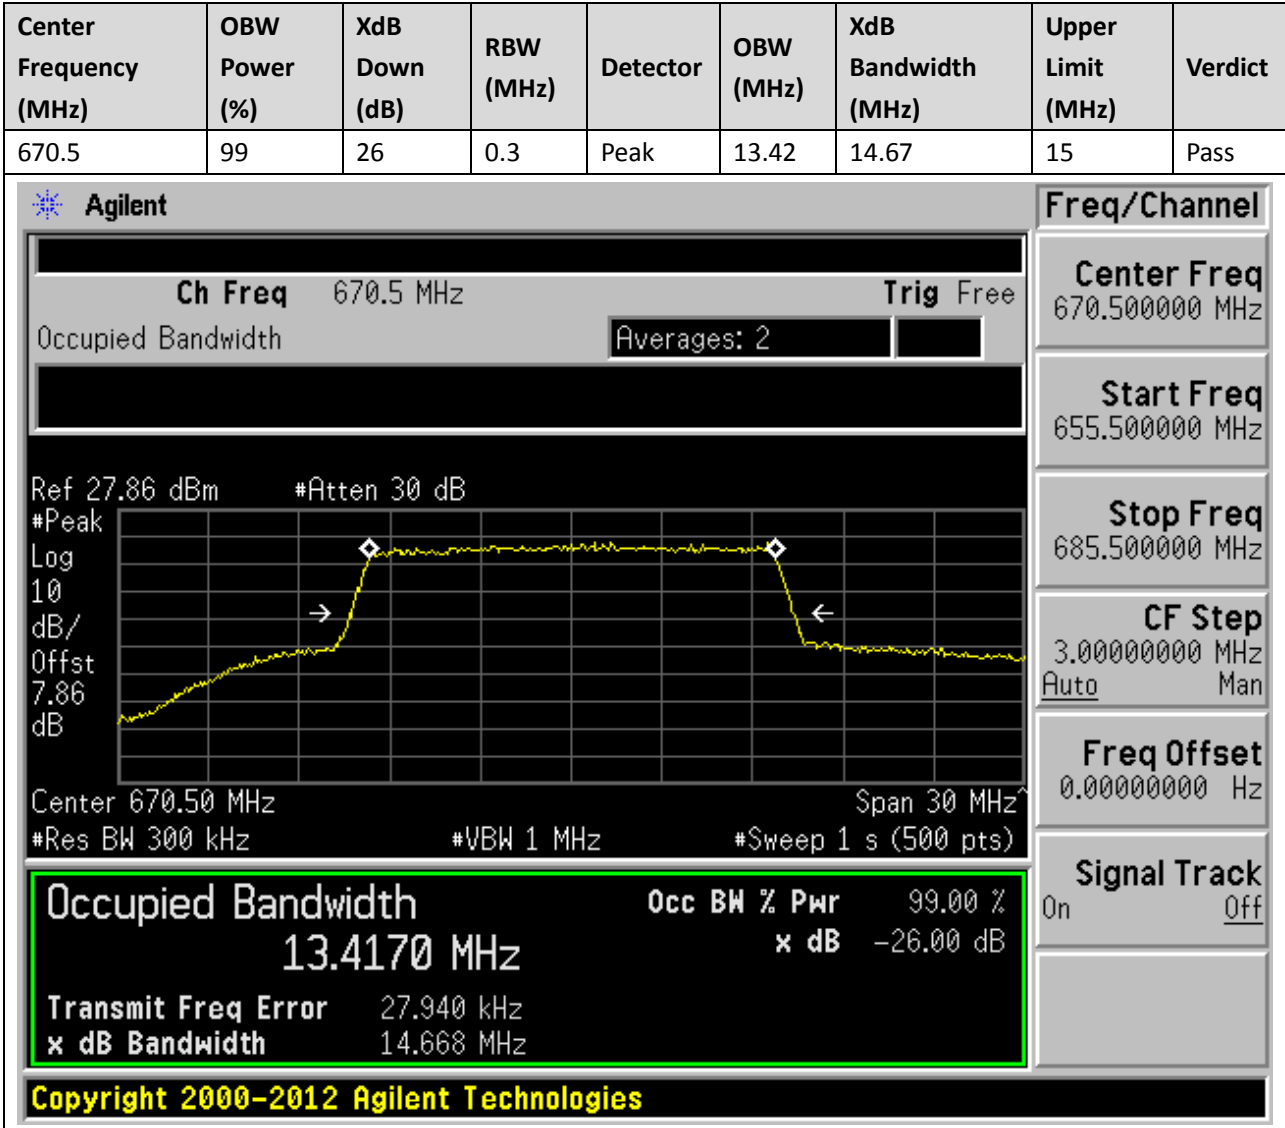 Center Frequency (MHz) OBW Power (%) XdB Down (dB) RBW (MHz) Detector OBW (MHz) XdB Bandwidth (MHz) Upper Limit (MHz) Verdict
670.5 99 26 0.3 Peak 13.42 14.67 15 Pass
Agilent
Freq/Channel
Ch Freq 670.5 MHz Trig Free
Occupied Bandwidth Averages: 2
Center Freq
670.500000 MHz
Start Freq
655.500000 MHz
Stop Freq
685.500000 MHz
CF Step
3.00000000 MHz
Auto Man
Freq Offset
0.00000000 Hz
Signal Track
On Off
Ref 27.86 dBm #Atten 30 dB
#Peak
Log
10
dB/
Offst
7.86
dB
Center 670.50 MHz Span 30 MHz^
#Res BW 300 kHz #VBW 1 MHz #Sweep 1 s (500 pts)
Occupied Bandwidth
13.4170 MHz
Occ BW % Pwr 99.00 %
x dB -26.00 dB
Transmit Freq Error 27.940 kHz
x dB Bandwidth 14.668 MHz
Copyright 2000-2012 Agilent Technologies